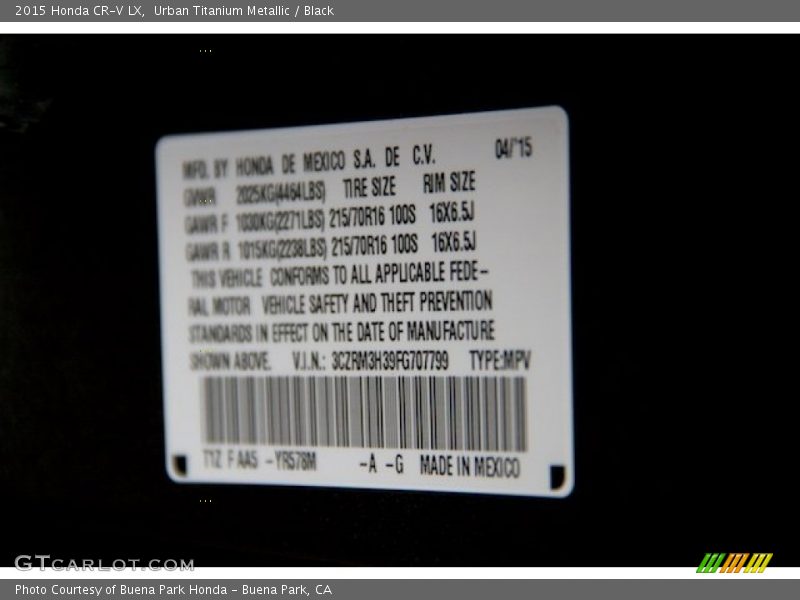 2015 Honda CR-V LX, Urban Titanium Metallic / Black
MFD. BY HONDA DE MEXICO S.A. DE C.V. 04/'15
GVWR 2025KG(4464LBS) TIRE SIZE RIM SIZE
GAWR F 1030KG(2271LBS) 215/70R16 100S 16X6.5J
GAWR R 1015KG(2238LBS) 215/70R16 100S 16X6.5J
THIS VEHICLE CONFORMS TO ALL APPLICABLE FEDE-
RAL MOTOR VEHICLE SAFETY AND THEFT PREVENTION
STANDARDS IN EFFECT ON THE DATE OF MANUFACTURE
SHOWN ABOVE. V.I.N.: 3CZRM3H39FG707799 TYPE:MPV
T1Z F AA5 -YR578M -A -G MADE IN MEXICO
GTCARLOT.COM
Photo Courtesy of Buena Park Honda - Buena Park, CA